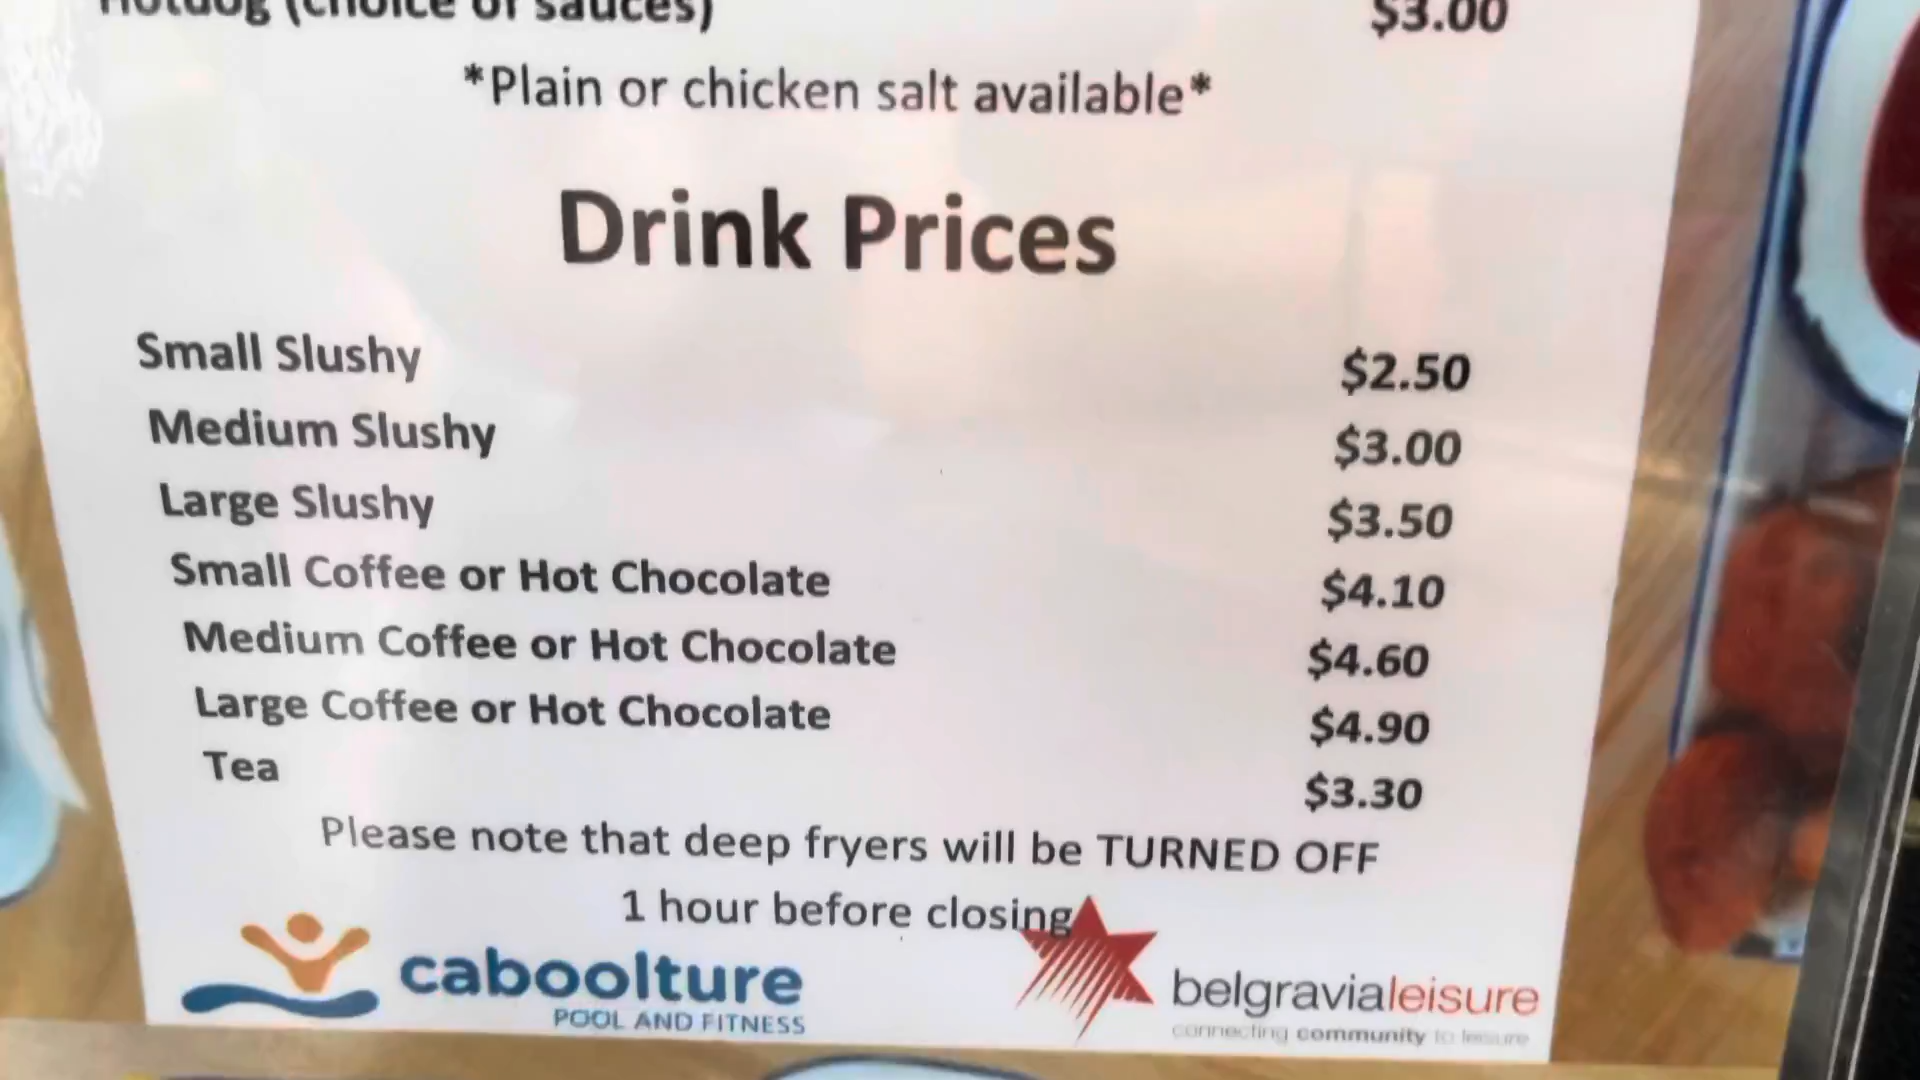 Hotdog (choice of sauces) $3.00
*Plain or chicken salt available*
Drink Prices
Small Slushy $2.50
Medium Slushy $3.00
Large Slushy $3.50
Small Coffee or Hot Chocolate $4.10
Medium Coffee or Hot Chocolate $4.60
Large Coffee or Hot Chocolate $4.90
Tea $3.30
Please note that deep fryers will be TURNED OFF
1 hour before closing
caboolture
POOL AND FITNESS
belgravialeisure
connecting community to leisure